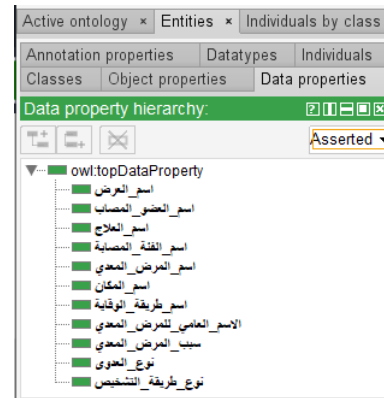 Active ontology × Entities × Individuals by class
Annotation properties Datatypes Individuals
Classes Object properties Data properties
Data property hierarchy:
Asserted
owl:topDataProperty
اسم_العرض
اسم_العضو_المصاب
اسم_العلاج
اسم_الفئة_المصابة
اسم_المرض_المعدي
اسم_المكان
اسم_طريقة_الوقاية
الاسم_العامي_للمرض_المعدي
سبب_المرض_المعدي
نوع_العدوى
نوع_طريقة_التشخيص